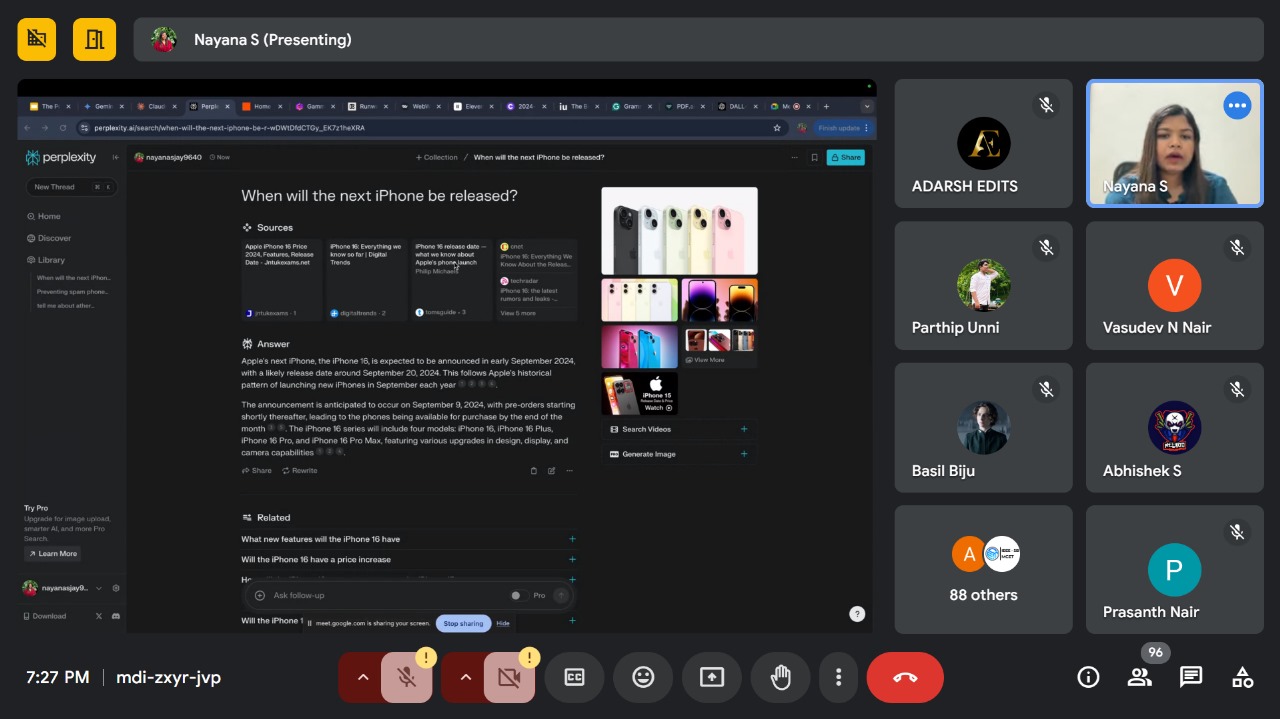 Nayana S (Presenting)
Gemin
Claud
Perple
Home
Gamm
Runw
Eleve
2024
The E
Gram
PDF.a
DALL
perplexity.ai/search/when-will-the-next-iphone-be-r-wDWtDfdCTGy_EK7z1heXRA
Finish update
perplexity
nayanasjay9640
Now
Collection / When will the next iPhone be released?
Share
New Thread
Home
Discover
Library
When will the next iPhon...
Preventing spam phone...
tell me about ather...
When will the next iPhone be released?
Sources
Apple iPhone 16 Price
2024, Features, Release
Date - Jntukexams.net
jntukexams · 1
iPhone 16: Everything we
know so far | Digital
Trends
digitaltrends · 2
iPhone 16 release date —
what we know about
Apple's phone launch
Philip Michaels
tomsguide · 3
cnet
iPhone 16: Everything We
Know About the Releas...
techradar
iPhone 16: the latest
rumors and leaks -...
View 5 more
Answer
Apple's next iPhone, the iPhone 16, is expected to be announced in early September 2024,
with a likely release date around September 20, 2024. This follows Apple's historical
pattern of launching new iPhones in September each year 1 2 3 4 .
The announcement is anticipated to occur on September 9, 2024, with pre-orders starting
shortly thereafter, leading to the phones being available for purchase by the end of the
month. The iPhone 16 series will include four models: iPhone 16, iPhone 16 Plus,
iPhone 16 Pro, and iPhone 16 Pro Max, featuring various upgrades in design, display, and
camera capabilities
Share
Rewrite
View More
iPhone 15
Release Date & Price
Watch
Search Videos
Generate Image
Related
What new features will the iPhone 16 have
Will the iPhone 16 have a price increase
Ask follow-up
Pro
Will the iPhone 1
meet.google.com is sharing your screen.
Stop sharing
Hide
Try Pro
Upgrade for image upload,
smarter AI, and more Pro
Search.
Learn More
nayanasjay9..
Download
ADARSH EDITS
Nayana S
Parthip Unni
V
Vasudev N Nair
Basil Biju
Abhishek S
A
88 others
P
Prasanth Nair
7:27 PM
mdi-zxyr-jvp
CC
96